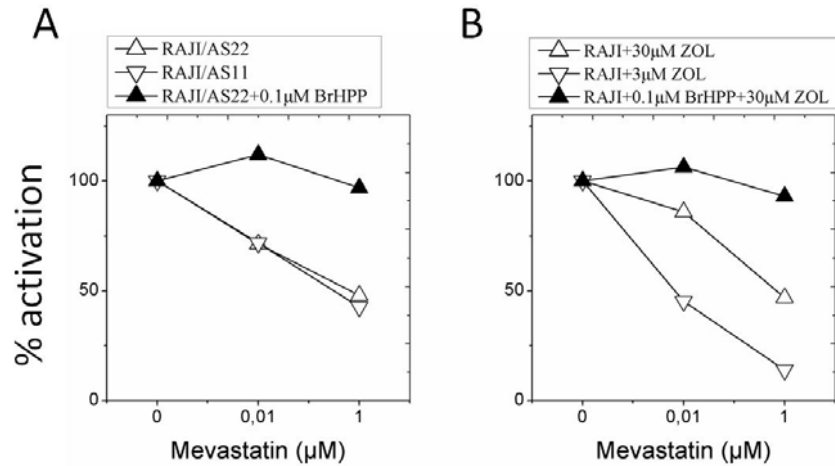 A
RAJI/AS22
RAJI/AS11
RAJI/AS22+0.1μM BrHPP
% activation
100
50
0
0
0,01
1
Mevastatin (μM)
B
RAJI+30μM ZOL
RAJI+3μM ZOL
RAJI+0.1μM BrHPP+30μM ZOL
100
50
0
0
0,01
1
Mevastatin (μM)